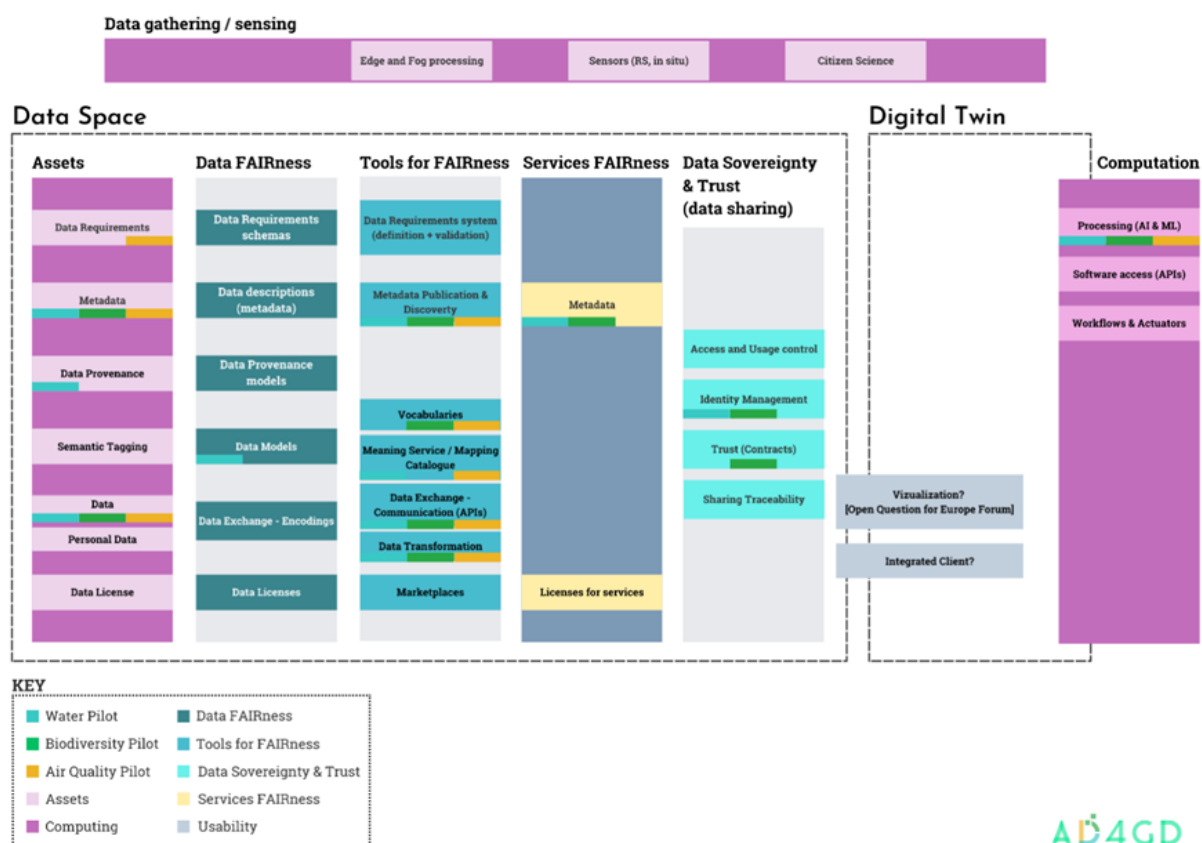 Data gathering / sensing
Edge and Fog processing
Sensors (RS, in situ)
Citizen Science
Data Space
Digital Twin
Assets
Data FAIRness
Tools for FAIRness
Services FAIRness
Data Sovereignty
& Trust
(data sharing)
Computation
Data Requirements
Metadata
Data Provenance
Semantic Tagging
Data
Personal Data
Data License
Data Requirements
schemas
Data descriptions
(metadata)
Data Provenance
models
Data Models
Data Exchange - Encodings
Data Licenses
Data Requirements system
(definition + validation)
Metadata Publication &
Discoverty
Vocabularies
Meaning Service / Mapping
Catalogue
Data Exchange -
Communication (APIs)
Data Transformation
Marketplaces
Metadata
Licenses for services
Access and Usage control
Identity Management
Trust (Contracts)
Sharing Traceability
Vizualization?
[Open Question for Europe Forum]
Integrated Client?
Processing (AI & ML)
Software access (APIs)
Workflows & Actuators
KEY
Water Pilot
Biodiversity Pilot
Air Quality Pilot
Assets
Computing
Data FAIRness
Tools for FAIRness
Data Sovereignty & Trust
Services FAIRness
Usability
AD4GD